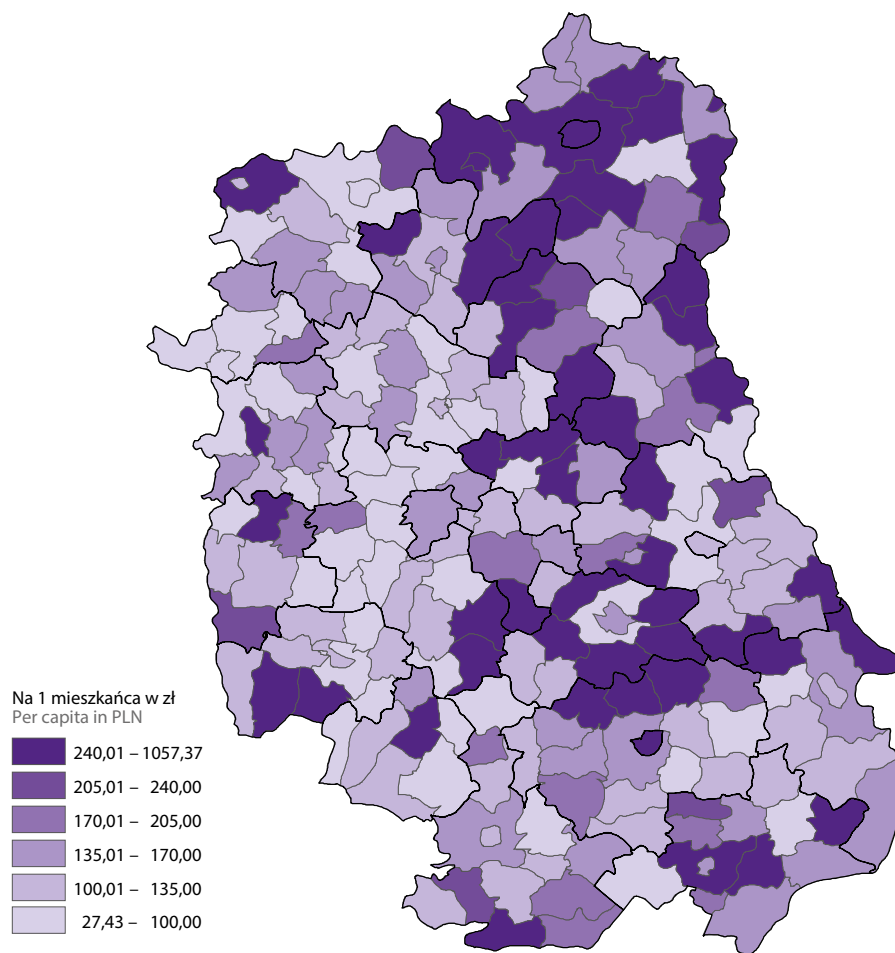 Na 1 mieszkańca w zł
Per capita in PLN
240,01 – 1057,37
205,01 – 240,00
170,01 – 205,00
135,01 – 170,00
100,01 – 135,00
27,43 – 100,00